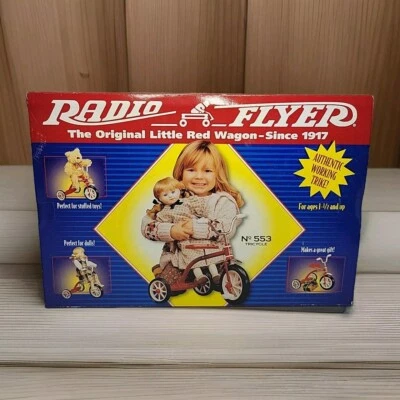 RADIO FLYER
The Original Little Red Wagon-Since 1917
AUTHENTIC
WORKING
TRIKE!
Perfect for stuffed toys!
For ages 1-1/2 and up
Nº 553
TRICYCLE
Perfect for dolls!
Makes a great gift!